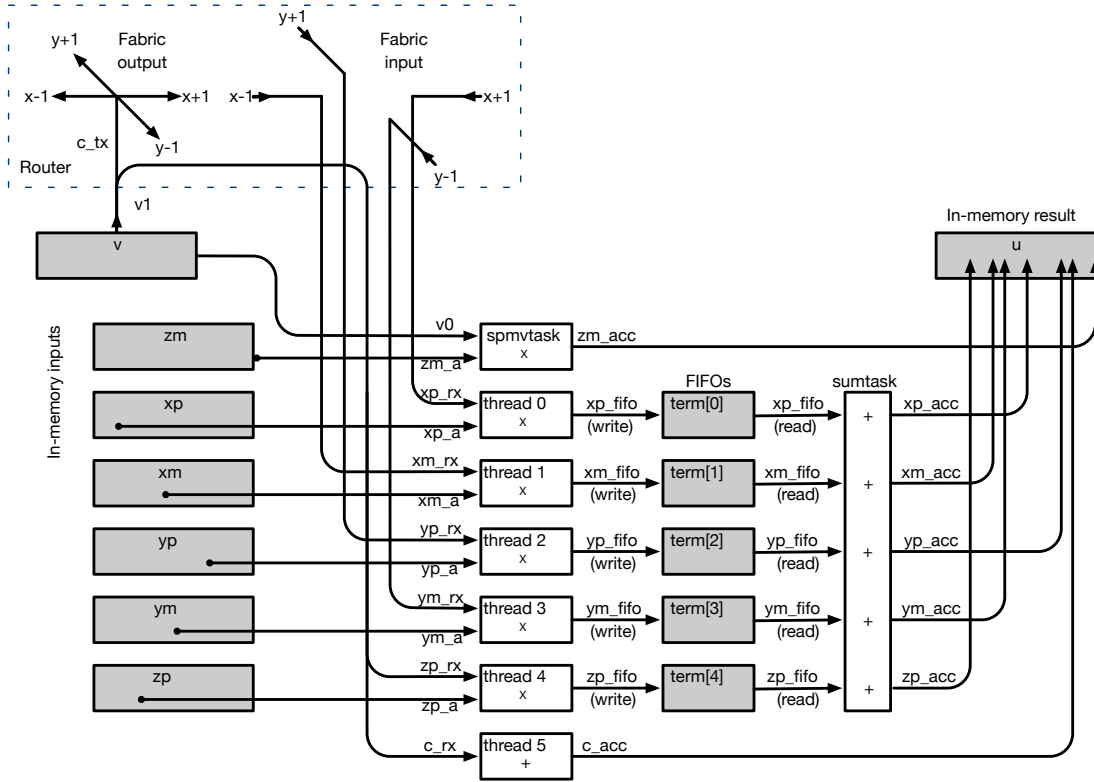 y+1
Fabric
output
x-1
x+1
c_tx
y-1
Router
y+1
Fabric
input
x-1
x+1
y-1
v1
v
In-memory result
u
In-memory inputs
zm
v0
zm_a
spmvtask
x
zm_acc
FIFOs
sumtask
xp
xp_rx
xp_a
thread 0
x
xp_fifo
(write)
term[0]
xp_fifo
(read)
+
xp_acc
xm
xm_rx
xm_a
thread 1
x
xm_fifo
(write)
term[1]
xm_fifo
(read)
+
xm_acc
yp
yp_rx
yp_a
thread 2
x
yp_fifo
(write)
term[2]
yp_fifo
(read)
+
yp_acc
ym
ym_rx
ym_a
thread 3
x
ym_fifo
(write)
term[3]
ym_fifo
(read)
+
ym_acc
zp
zp_rx
zp_a
thread 4
x
zp_fifo
(write)
term[4]
zp_fifo
(read)
+
zp_acc
c_rx
thread 5
+
c_acc